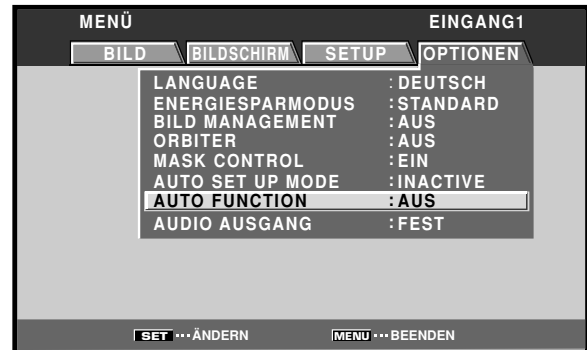 MENÜ EINGANG1
BILD BILDSCHIRM SETUP OPTIONEN
LANGUAGE : DEUTSCH
ENERGIESPARMODUS : STANDARD
BILD MANAGEMENT : AUS
ORBITER : AUS
MASK CONTROL : EIN
AUTO SET UP MODE : INACTIVE
AUTO FUNCTION : AUS
AUDIO AUSGANG : FEST
SET ··· ÄNDERN MENU ··· BEENDEN